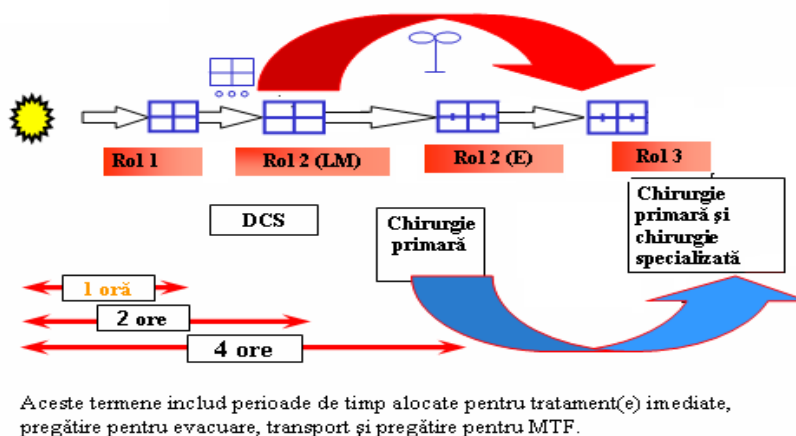 Rol 1
Rol 2 (LM)
Rol 2 (E)
Rol 3
DCS
Chirurgie
primară
Chirurgie
primară și
chirurgie
specializată
1 oră
2 ore
4 ore
Aceste termene includ perioade de timp alocate pentru tratament(e) imediate,
pregătire pentru evacuare, transport și pregătire pentru MTF.